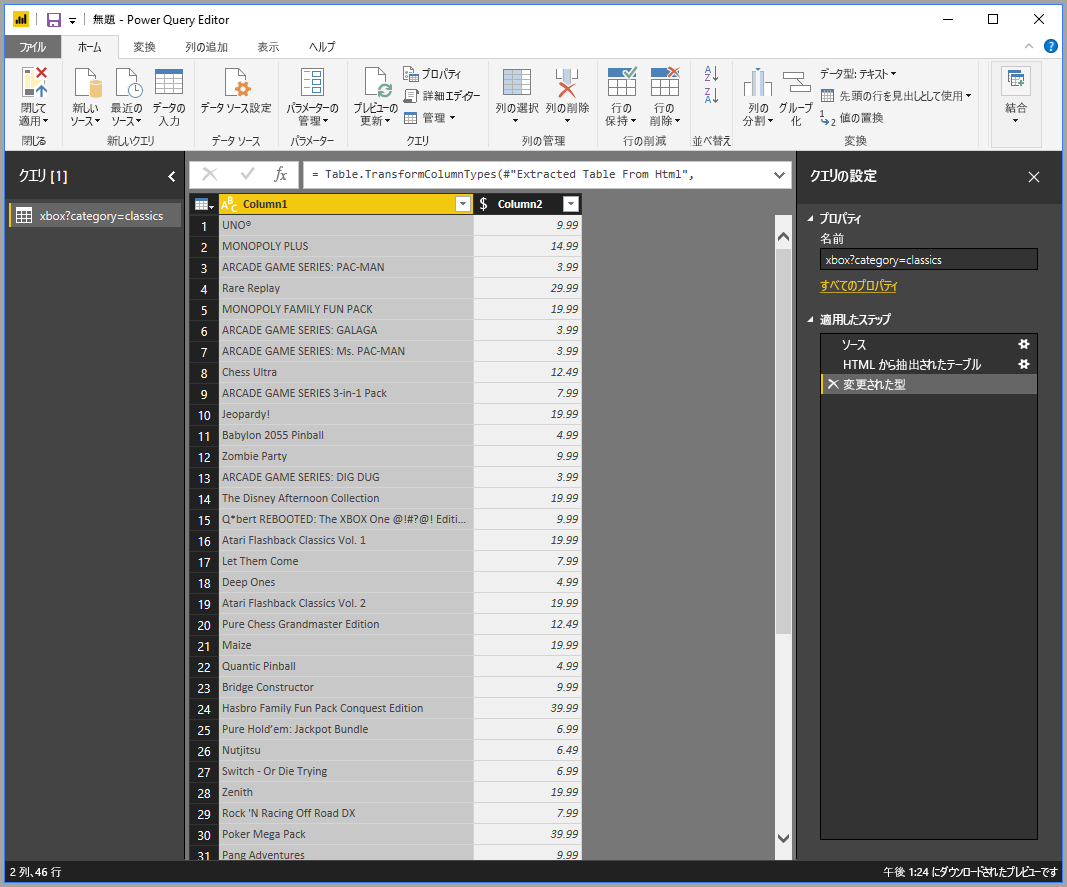 無題 - Power Query Editor
ファイル ホーム 変換 列の追加 表示 ヘルプ
閉じて適用 新しいソース 最近のソース データの入力 データ ソース設定 パラメーターの管理 プレビューの更新 プロパティ 詳細エディター 管理 列の選択 列の削除 行の保持 行の削除 列の分割 グループ化 データ型: テキスト 先頭の行を見出しとして使用 値の置換 結合
閉じる 新しいクエリ データ ソース パラメーター クエリ 列の管理 行の削減 並べ替え 変換
クエリ [1]
xbox?category=classics
fx = Table.TransformColumnTypes(#"Extracted Table From Html",
ABC Column1 $ Column2
1 UNO® 9.99
2 MONOPOLY PLUS 14.99
3 ARCADE GAME SERIES: PAC-MAN 3.99
4 Rare Replay 29.99
5 MONOPOLY FAMILY FUN PACK 19.99
6 ARCADE GAME SERIES: GALAGA 3.99
7 ARCADE GAME SERIES: Ms. PAC-MAN 3.99
8 Chess Ultra 12.49
9 ARCADE GAME SERIES 3-in-1 Pack 7.99
10 Jeopardy! 19.99
11 Babylon 2055 Pinball 4.99
12 Zombie Party 9.99
13 ARCADE GAME SERIES: DIG DUG 3.99
14 The Disney Afternoon Collection 19.99
15 Q*bert REBOOTED: The XBOX One @!#?@! Editi... 9.99
16 Atari Flashback Classics Vol. 1 19.99
17 Let Them Come 7.99
18 Deep Ones 4.99
19 Atari Flashback Classics Vol. 2 19.99
20 Pure Chess Grandmaster Edition 12.49
21 Maize 19.99
22 Quantic Pinball 4.99
23 Bridge Constructor 9.99
24 Hasbro Family Fun Pack Conquest Edition 39.99
25 Pure Hold'em: Jackpot Bundle 6.99
26 Nutjitsu 6.49
27 Switch - Or Die Trying 6.99
28 Zenith 19.99
29 Rock 'N Racing Off Road DX 7.99
30 Poker Mega Pack 39.99
31 Pang Adventures 9.99
クエリの設定
プロパティ
名前
xbox?category=classics
すべてのプロパティ
適用したステップ
ソース
HTML から抽出されたテーブル
変更された型
2 列、46 行
午後 1:24 にダウンロードされたプレビューです